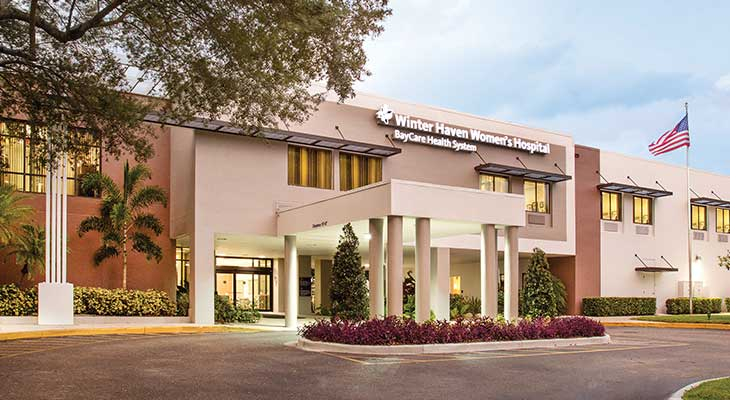 Winter Haven Women's Hospital
BayCare Health System